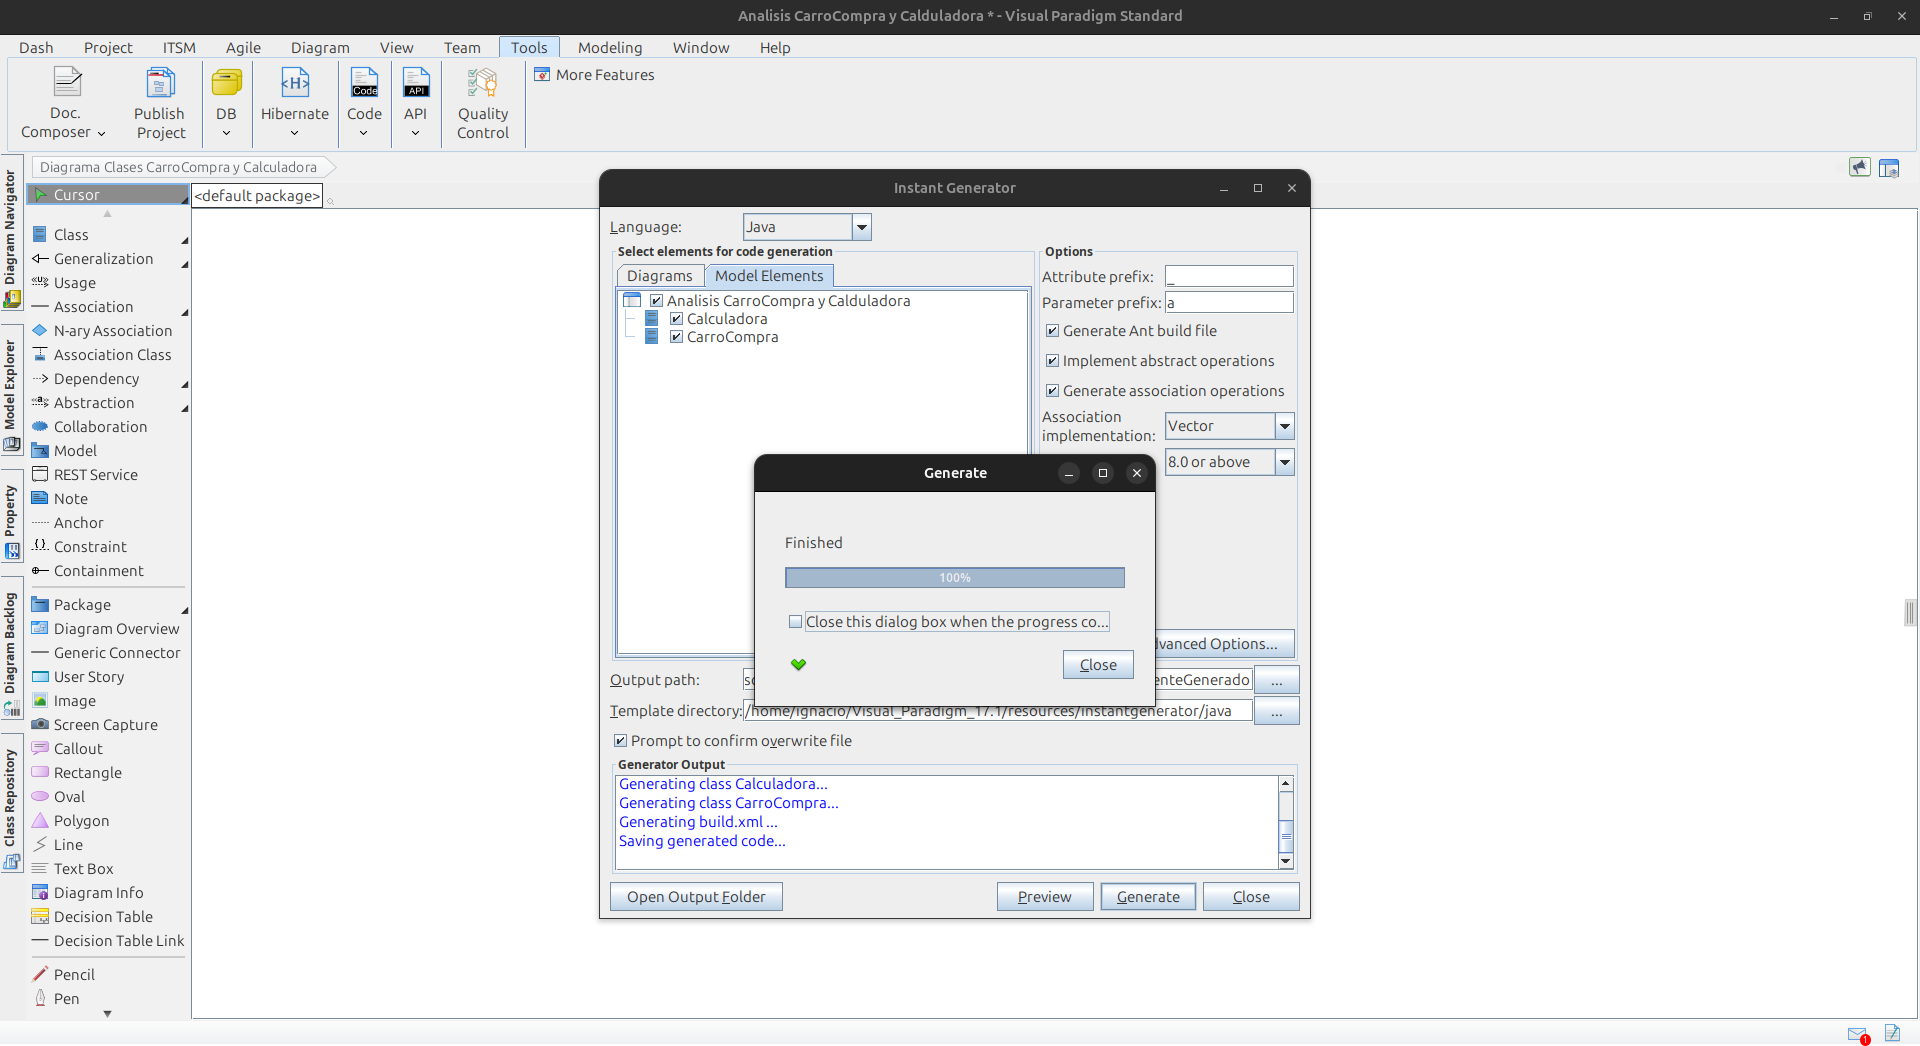 Analisis CarroCompra y Calduladora * - Visual Paradigm Standard
Dash Project ITSM Agile Diagram View Team Tools Modeling Window Help
Doc. Composer
Publish Project
DB
Hibernate
Code
API
Quality Control
More Features
Diagrama Clases CarroCompra y Calculadora
Diagram Navigator
Model Explorer
Property
Diagram Backlog
Class Repository
Cursor
<default package>
Class
Generalization
Usage
Association
N-ary Association
Association Class
Dependency
Abstraction
Collaboration
Model
REST Service
Note
Anchor
Constraint
Containment
Package
Diagram Overview
Generic Connector
User Story
Image
Screen Capture
Callout
Rectangle
Oval
Polygon
Line
Text Box
Diagram Info
Decision Table
Decision Table Link
Pencil
Pen
Instant Generator
Language: Java
Select elements for code generation
Diagrams Model Elements
Analisis CarroCompra y Calduladora
Calculadora
CarroCompra
Options
Attribute prefix: _
Parameter prefix: a
Generate Ant build file
Implement abstract operations
Generate association operations
Association
implementation: Vector
8.0 or above
dvanced Options...
Generate
Finished
100%
Close this dialog box when the progress co...
Close
Output path: enteGenerado ...
Template directory: /home/ignacio/Visual_Paradigm_17.1/resources/instantgenerator/java ...
Prompt to confirm overwrite file
Generator Output
Generating class Calculadora...
Generating class CarroCompra...
Generating build.xml ...
Saving generated code...
Open Output Folder Preview Generate Close
1